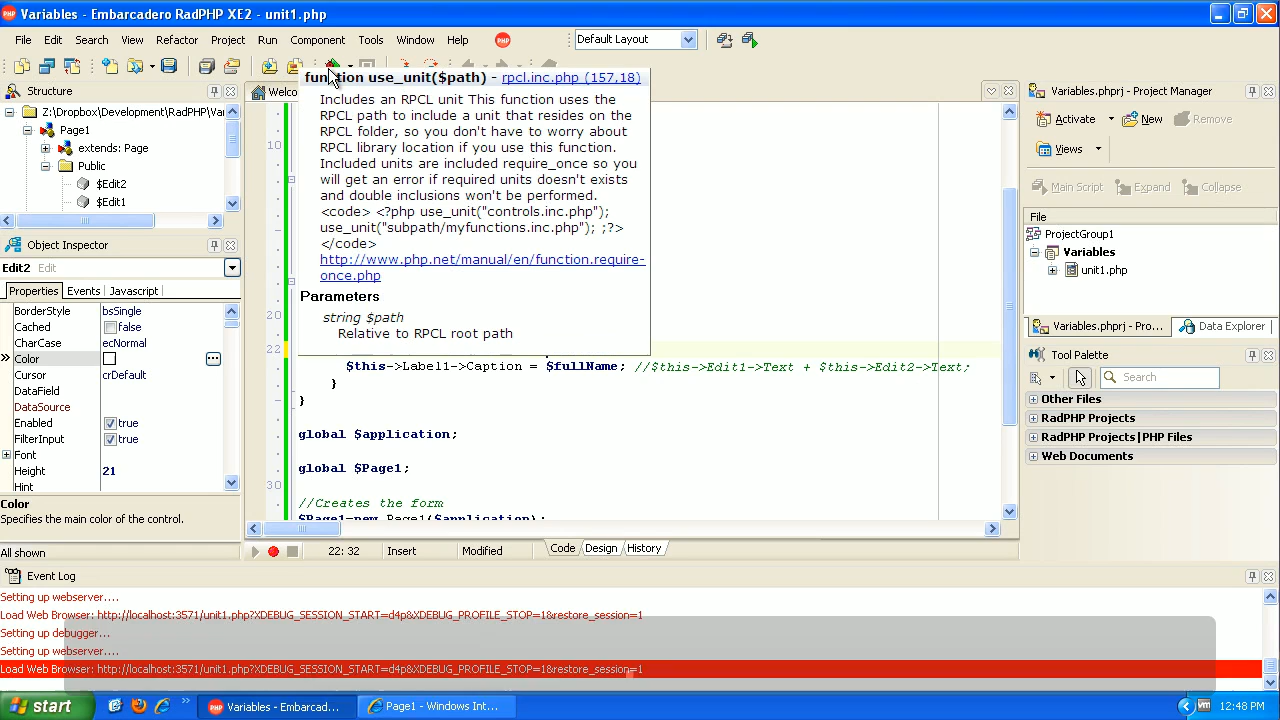 Variables - Embarcadero RadPHP XE2 - unit1.php
File Edit Search View Refactor Project Run Component Tools Window Help
Default Layout
Structure
Z:\Dropbox\Development\RadPHP\Var
Page1
extends: Page
Public
$Edit2
$Edit1
Object Inspector
Edit2 Edit
Properties Events Javascript
BorderStyle bsSingle
Cached false
CharCase ecNormal
Color
Cursor crDefault
DataField
DataSource
Enabled true
FilterInput true
Font
Height 21
Hint
Color
Specifies the main color of the control.
All shown
Welco
function use_unit($path) - rpcl.inc.php (157,18)
Includes an RPCL unit This function uses the
RPCL path to include a unit that resides on the
RPCL folder, so you don't have to worry about
RPCL library location if you use this function.
Included units are included require_once so you
will get an error if required units doesn't exists
and double inclusions won't be performed.
<code> <?php use_unit("controls.inc.php");
use_unit("subpath/myfunctions.inc.php"); ;?>
</code>
http://www.php.net/manual/en/function.require-
once.php
Parameters
string $path
Relative to RPCL root path
10
20
22
30
$this->Label1->Caption = $fullName; //$this->Edit1->Text + $this->Edit2->Text;
}
}
global $application;
global $Page1;
//Creates the form
$Page1=new Page1($application);
22: 32 Insert Modified Code Design History
Variables.phprj - Project Manager
Activate New Remove
Views
Main Script Expand Collapse
File
ProjectGroup1
Variables
unit1.php
Variables.phprj - Pro... Data Explorer
Tool Palette
Search
Other Files
RadPHP Projects
RadPHP Projects|PHP Files
Web Documents
Event Log
Setting up webserver....
Load Web Browser: http://localhost:3571/unit1.php?XDEBUG_SESSION_START=d4p&XDEBUG_PROFILE_STOP=1&restore_session=1
Setting up debugger...
Setting up webserver....
Load Web Browser: http://localhost:3571/unit1.php?XDEBUG_SESSION_START=d4p&XDEBUG_PROFILE_STOP=1&restore_session=1
start
Variables - Embarcad...
Page1 - Windows Int...
12:48 PM